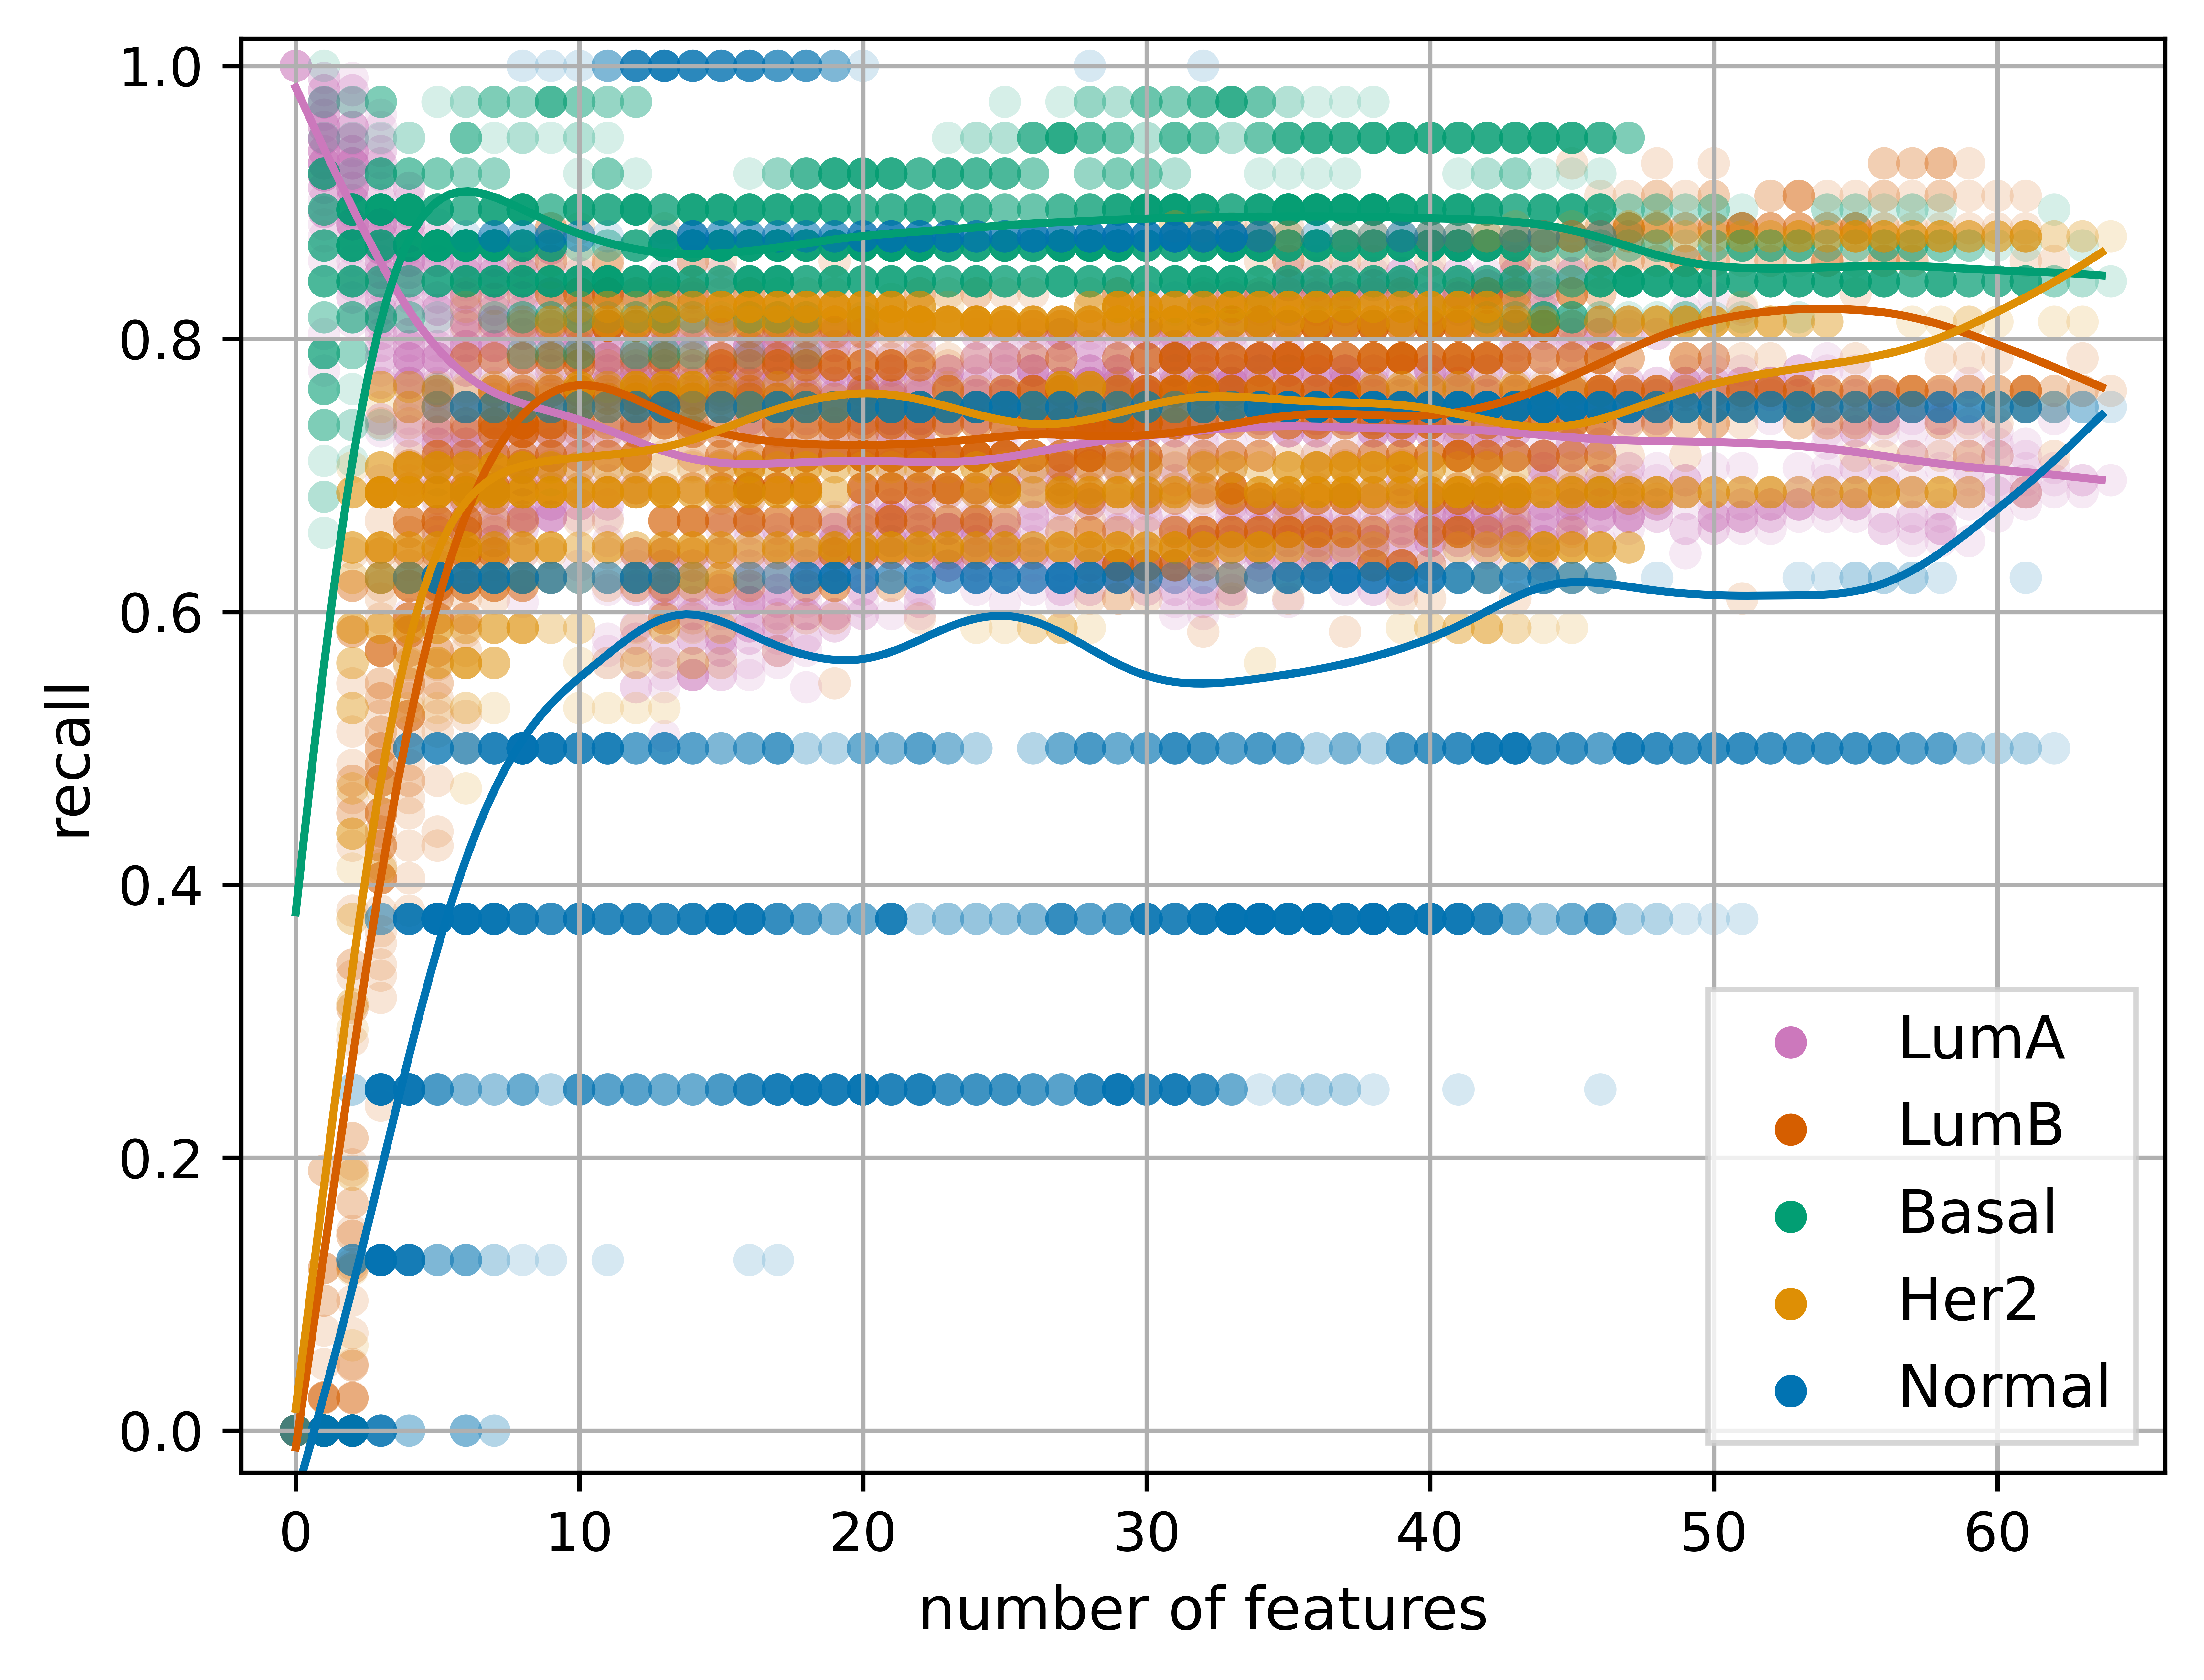 1.0
0.8
0.6
0.4
0.2
0.0
recall
0 10 20 30 40 50 60
number of features
LumA
LumB
Basal
Her2
Normal